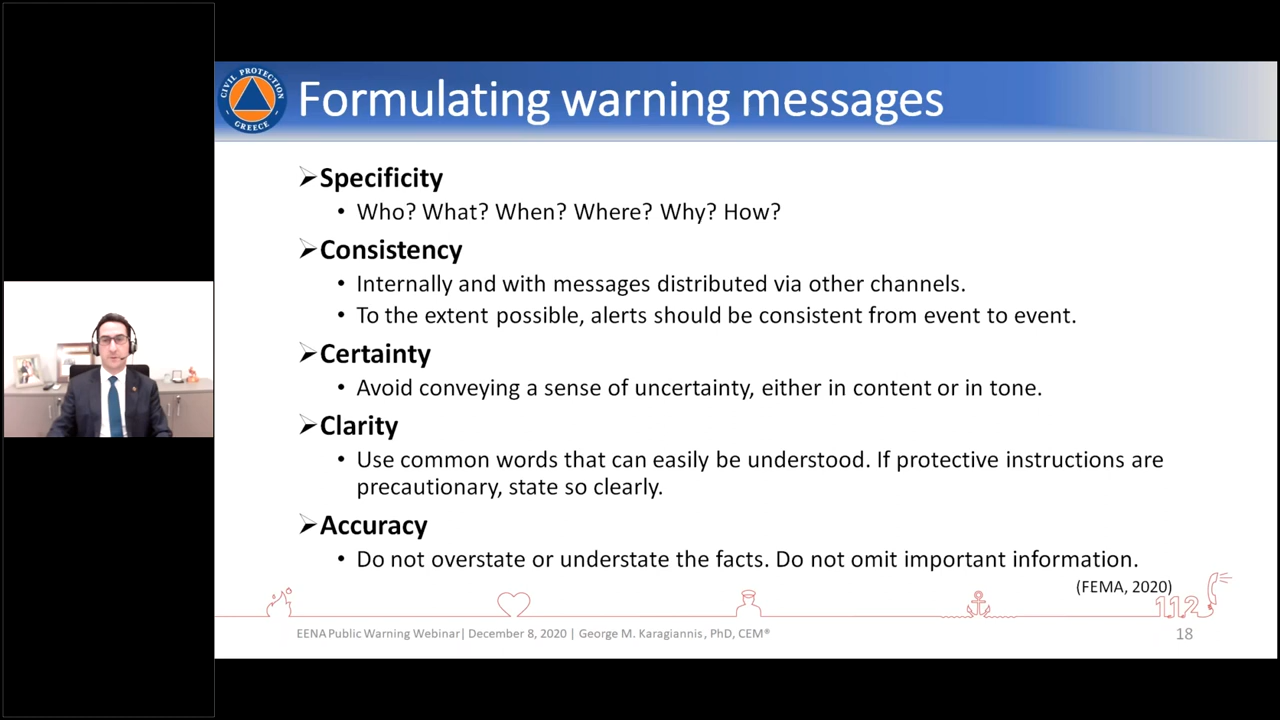 CIVIL PROTECTION
GREECE
Formulating warning messages
➢Specificity
• Who? What? When? Where? Why? How?
➢Consistency
• Internally and with messages distributed via other channels.
• To the extent possible, alerts should be consistent from event to event.
➢Certainty
• Avoid conveying a sense of uncertainty, either in content or in tone.
➢Clarity
• Use common words that can easily be understood. If protective instructions are
precautionary, state so clearly.
➢Accuracy
• Do not overstate or understate the facts. Do not omit important information.
(FEMA, 2020)
112
EENA Public Warning Webinar| December 8, 2020 | George M. Karagiannis, PhD, CEM®
18